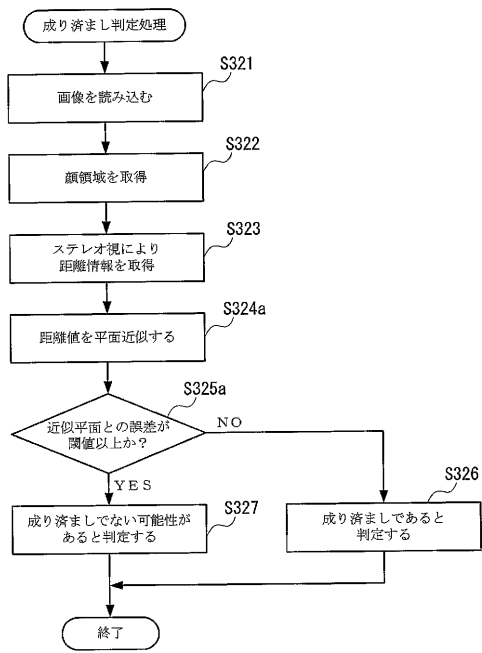 成り済まし判定処理
S321
画像を読み込む
S322
顔領域を取得
S323
ステレオ視により
距離情報を取得
S324a
距離値を平面近似する
S325a
近似平面との誤差が
閾値以上か？
NO
YES
S326
S327
成り済ましでない可能性が
あると判定する
成り済ましであると
判定する
終了